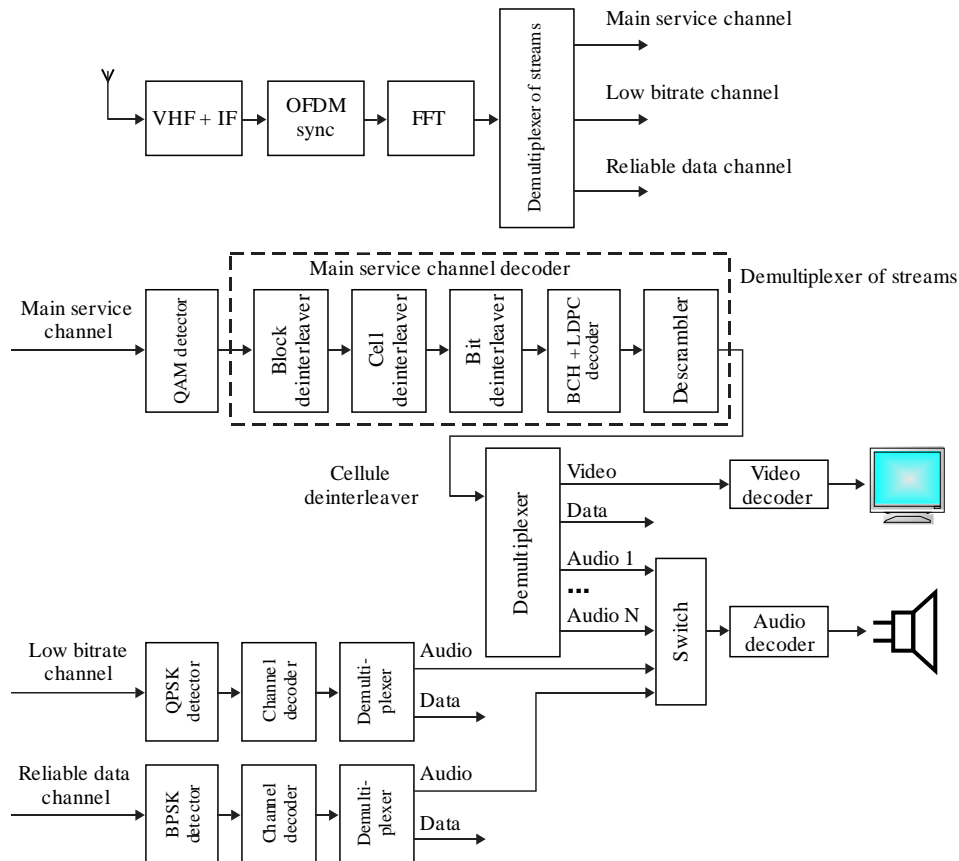 Main service channel
VHF + IF
OFDM
sync
FFT
Demultiplexer of streams
Low bitrate channel
Reliable data channel
Main service channel decoder
Demultiplexer of streams
Main service
channel
QAM detector
Block
deinterleaver
Cell
deinterleaver
Bit
deinterleaver
BCH + LDPC
decoder
Descrambler
Cellule
deinterleaver
Demultiplexer
Video
Data
Audio 1
...
Audio N
Video
decoder
Switch
Audio
decoder
Low bitrate
channel
QPSK
detector
Channel
decoder
Demulti-
plexer
Audio
Data
Reliable data
channel
BPSK
detector
Channel
decoder
Demulti-
plexer
Audio
Data